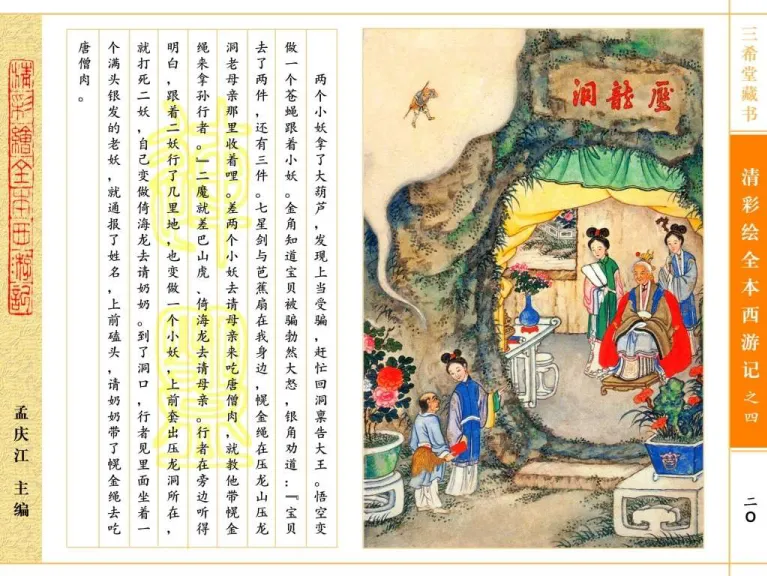 三希堂藏书
清彩绘全本西游记之四
二〇
压龙洞
两个小妖拿了大葫芦，发现上当受骗，赶忙回洞禀告大王。悟空变
做一个苍蝇跟着小妖。金角知道宝贝被骗勃然大怒，银角劝道：『宝贝
去了两件，还有三件。七星剑与芭蕉扇在我身边，幌金绳在压龙山压龙
洞老母亲那里收着哩。差两个小妖去请母亲来吃唐僧肉，就教他带幌金
绳来拿孙行者。』二魔就差巴山虎、倚海龙去请母亲。行者在旁边听得
明白，跟着二妖行了几里地，也变做一个小妖，上前套出压龙洞所在，
就打死二妖，自己变做倚海龙去请奶奶。到了洞口，行者见里面坐着一
个满头银发的老妖，就通报了姓名，上前磕头，请奶奶带了幌金绳去吃
唐僧肉。
精彩绘全本西游记
孟庆江 主编